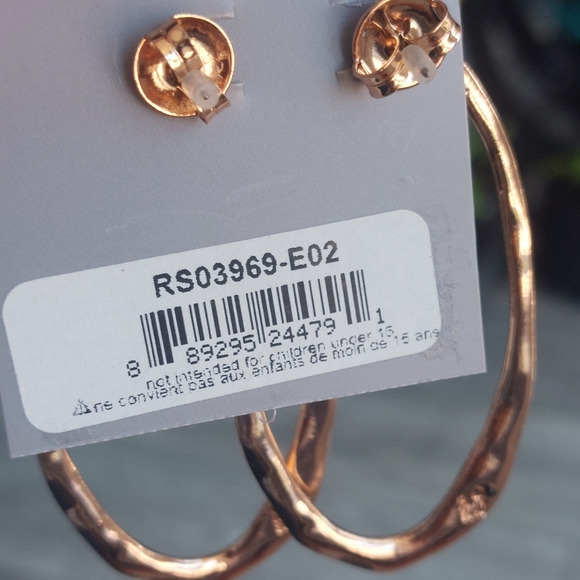 RS03969-E02
8 89295 24479 1
not intended for children under 15
⚠ne convient pas aux enfants de moin de 15 ans